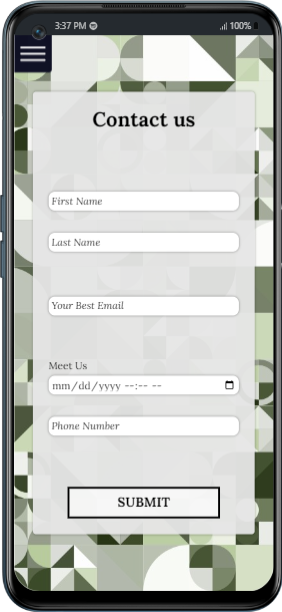 3:37 PM 100%
Contact us
First Name
Last Name
Your Best Email
Meet Us
mm/dd/yyyy --:-- --
Phone Number
SUBMIT